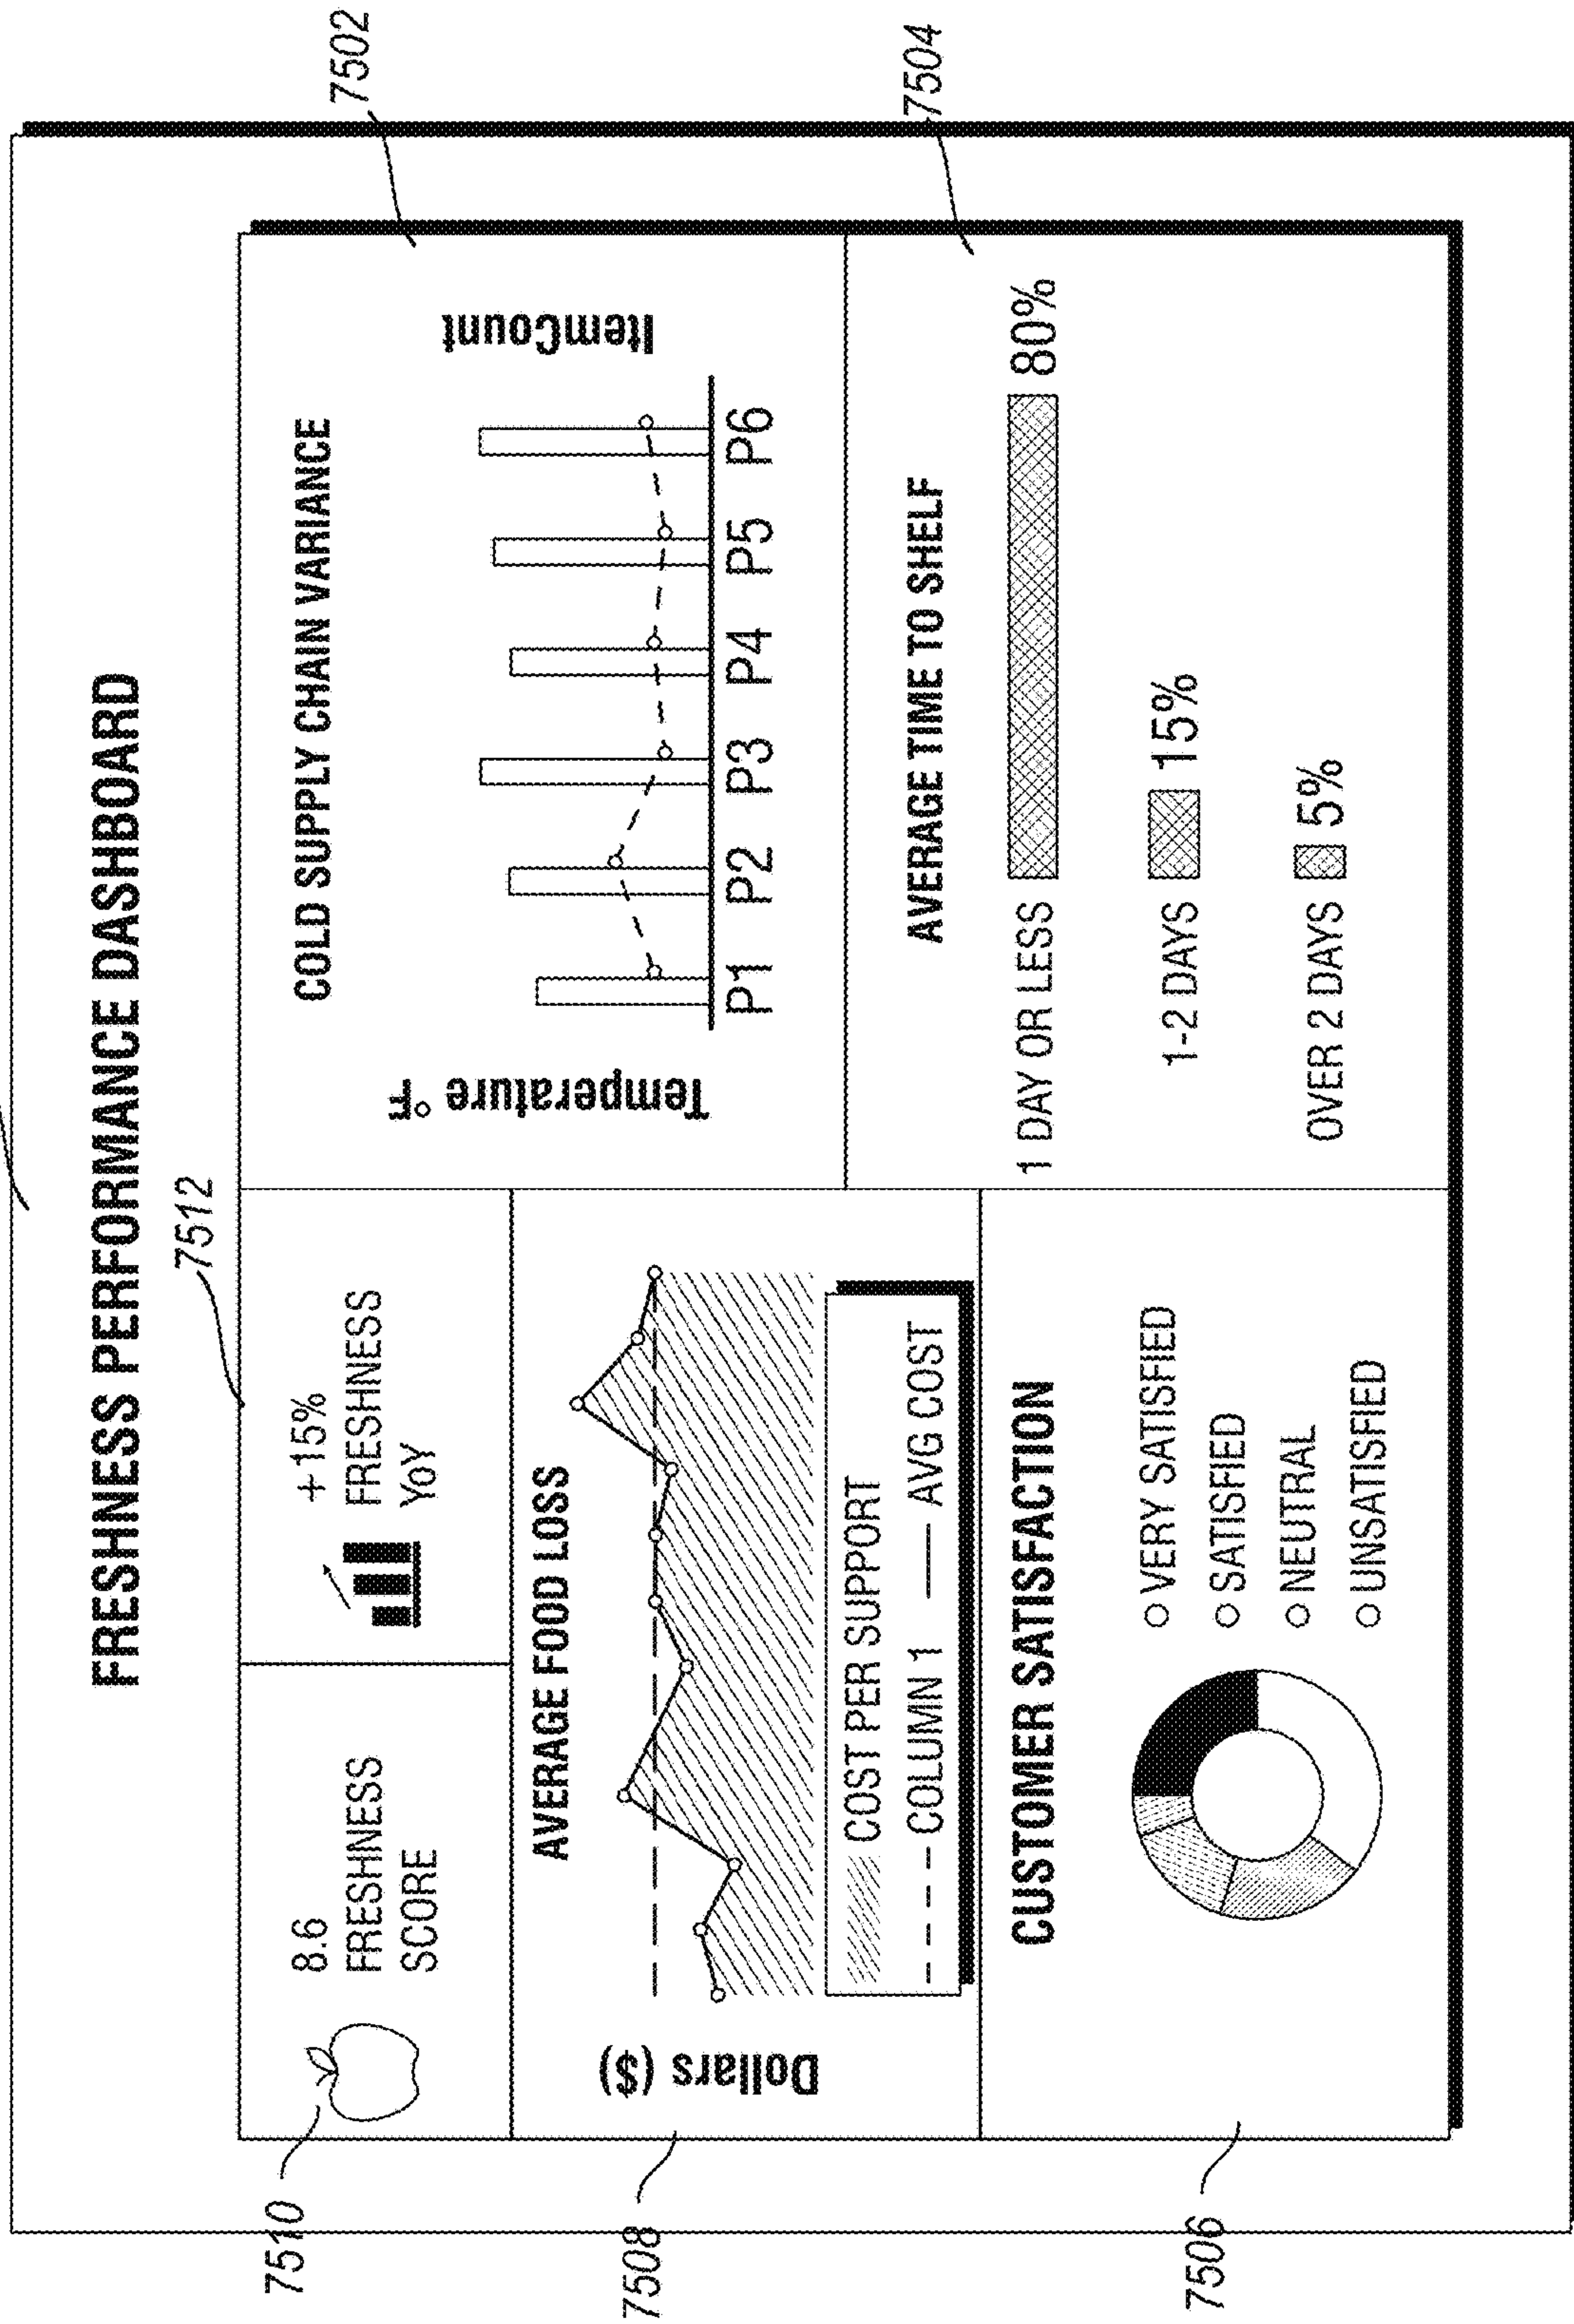 FRESHNESS PERFORMANCE DASHBOARD
7512
7510
8.6
FRESHNESS
SCORE
+15%
FRESHNESS
YoY
7508
AVERAGE FOOD LOSS
Dollars ($)
COST PER SUPPORT
COLUMN 1
AVG COST
7506
CUSTOMER SATISFACTION
VERY SATISFIED
SATISFIED
NEUTRAL
UNSATISFIED
7502
COLD SUPPLY CHAIN VARIANCE
Temperature °F
ItemCount
P1 P2 P3 P4 P5 P6
7504
AVERAGE TIME TO SHELF
1 DAY OR LESS 80%
1-2 DAYS 15%
OVER 2 DAYS 5%